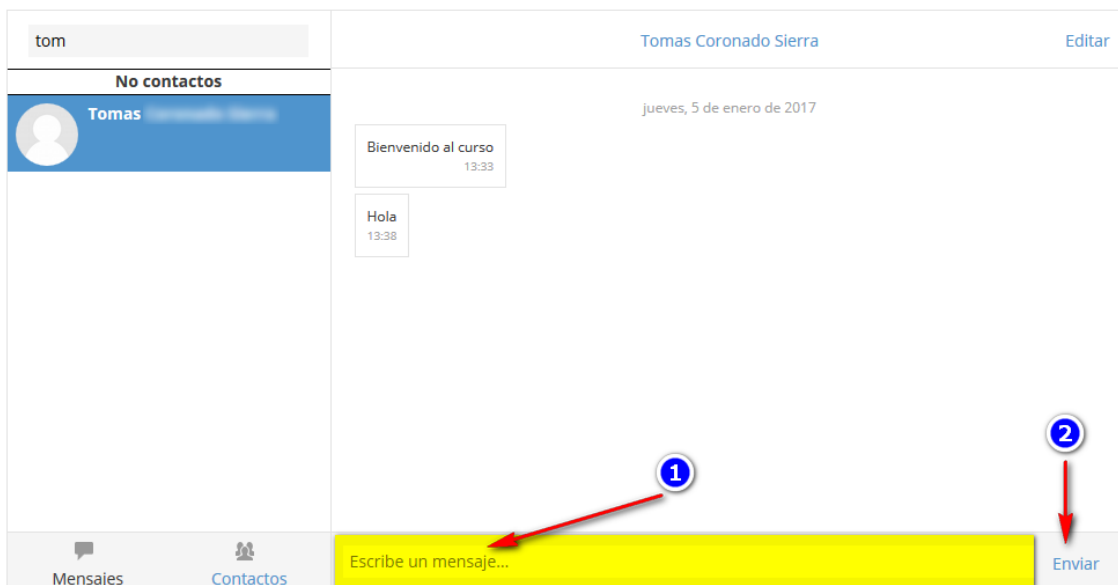 tom
No contactos
Tomas
Mensajes
Contactos
Tomas Coronado Sierra
Editar
jueves, 5 de enero de 2017
Bienvenido al curso
13:33
Hola
13:38
1
2
Escribe un mensaje...
Enviar